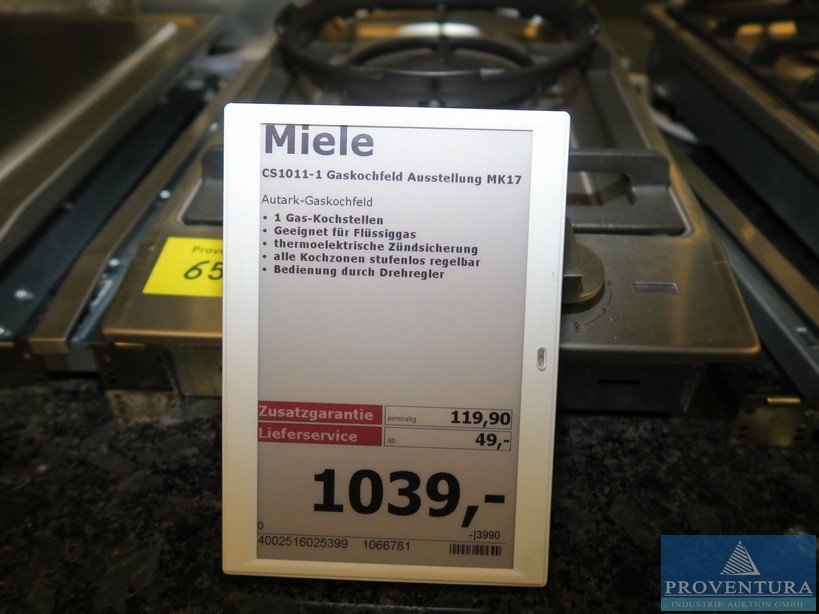 Miele
CS1011-1 Gaskochfeld Ausstellung MK17
Autark-Gaskochfeld
• 1 Gas-Kochstellen
• Geeignet für Flüssiggas
• thermoelektrische Zündsicherung
• alle Kochzonen stufenlos regelbar
• Bedienung durch Drehregler
Prove
65
Zusatzgarantie einmalig 119,90
Lieferservice ab 49,-
1039,-
0 -|3990
4002516025399 1066781
PROVENTURA
INDUSTRIE-AUKTION GMBH